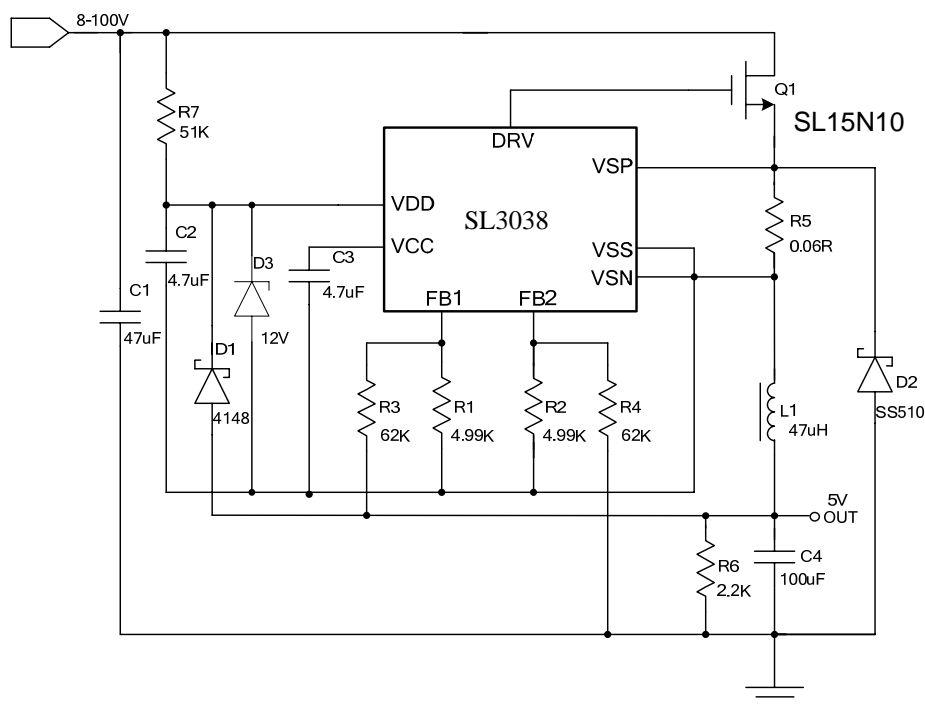 8-100V
R7
51K
Q1
SL15N10
DRV
VSP
VDD
SL3038
VCC
VSS
VSN
FB1
FB2
R5
0.06R
C2
4.7uF
D3
12V
C3
4.7uF
C1
47uF
D1
4148
R3
62K
R1
4.99K
R2
4.99K
R4
62K
L1
47uH
D2
SS510
5V
OUT
R6
2.2K
C4
100uF